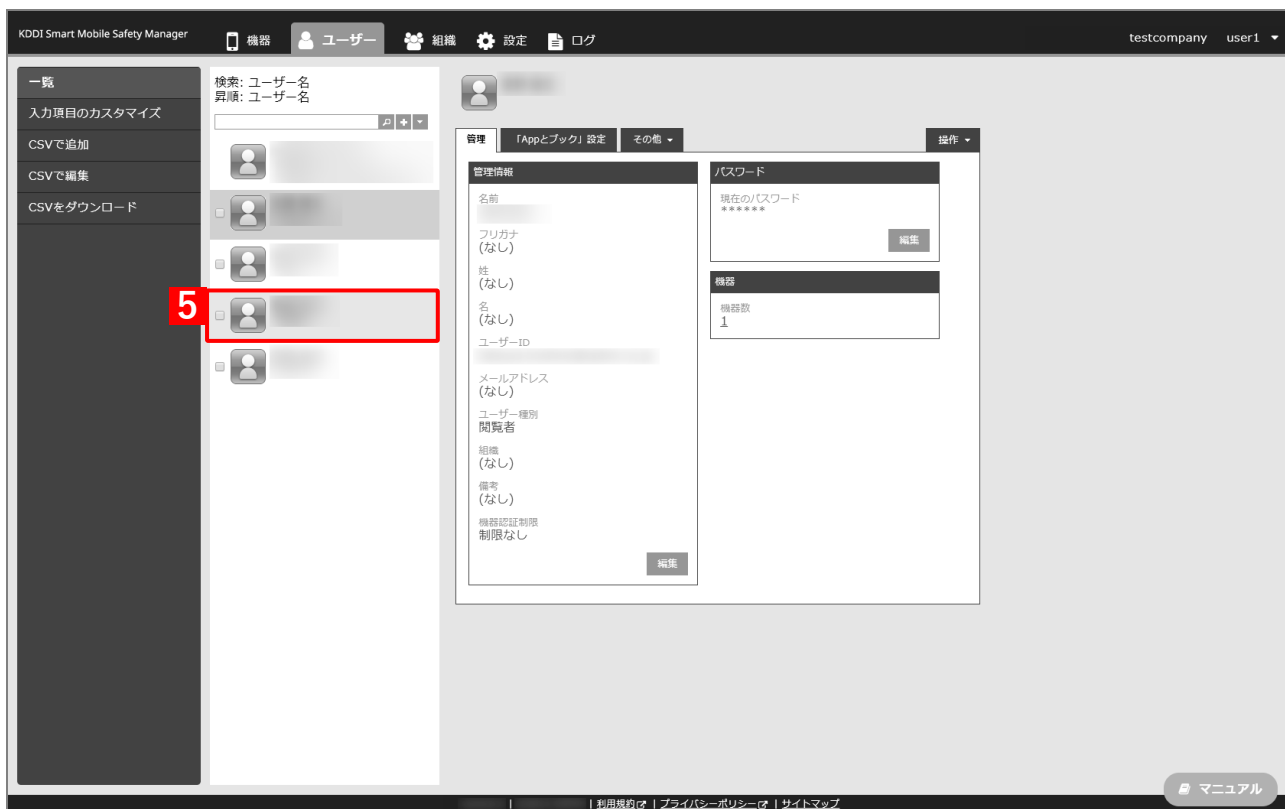 KDDI Smart Mobile Safety Manager
機器
ユーザー
組織
設定
ログ
testcompany user1
一覧
入力項目のカスタマイズ
CSVで追加
CSVで編集
CSVをダウンロード
検索: ユーザー名
昇順: ユーザー名
5
管理
「Appとブック」設定
その他
操作
管理情報
名前
フリガナ
(なし)
姓
(なし)
名
(なし)
ユーザーID
メールアドレス
(なし)
ユーザー種別
閲覧者
組織
(なし)
備考
(なし)
機器認証制限
制限なし
編集
パスワード
現在のパスワード
******
編集
機器
機器数
1
マニュアル
| | 利用規約 | プライバシーポリシー | サイトマップ